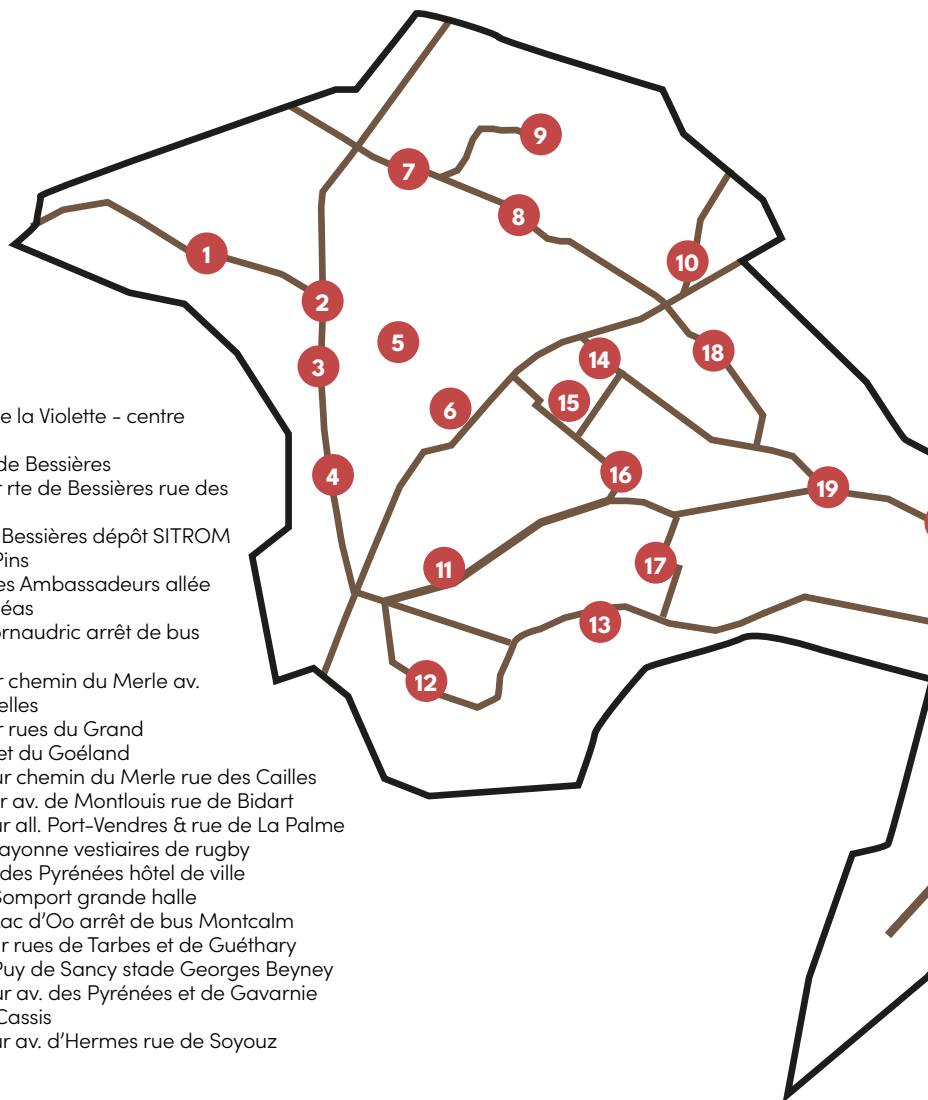 9
7
8
1
10
2
5
18
14
3
15
6
16
4
19
17
11
13
12
e la Violette - centre
de Bessières
r rte de Bessières rue des
Bessières dépôt SITROM
Pins
es Ambassadeurs allée
éas
ornaudric arrêt de bus
r chemin du Merle av.
elles
r rues du Grand
et du Goéland
ur chemin du Merle rue des Cailles
r av. de Montlouis rue de Bidart
ur all. Port-Vendres & rue de La Palme
ayonne vestiaires de rugby
des Pyrénées hôtel de ville
Somport grande halle
Lac d'Oo arrêt de bus Montcalm
r rues de Tarbes et de Guéthary
Puy de Sancy stade Georges Beyney
ur av. des Pyrénées et de Gavarnie
Cassis
ur av. d'Hermes rue de Soyouz